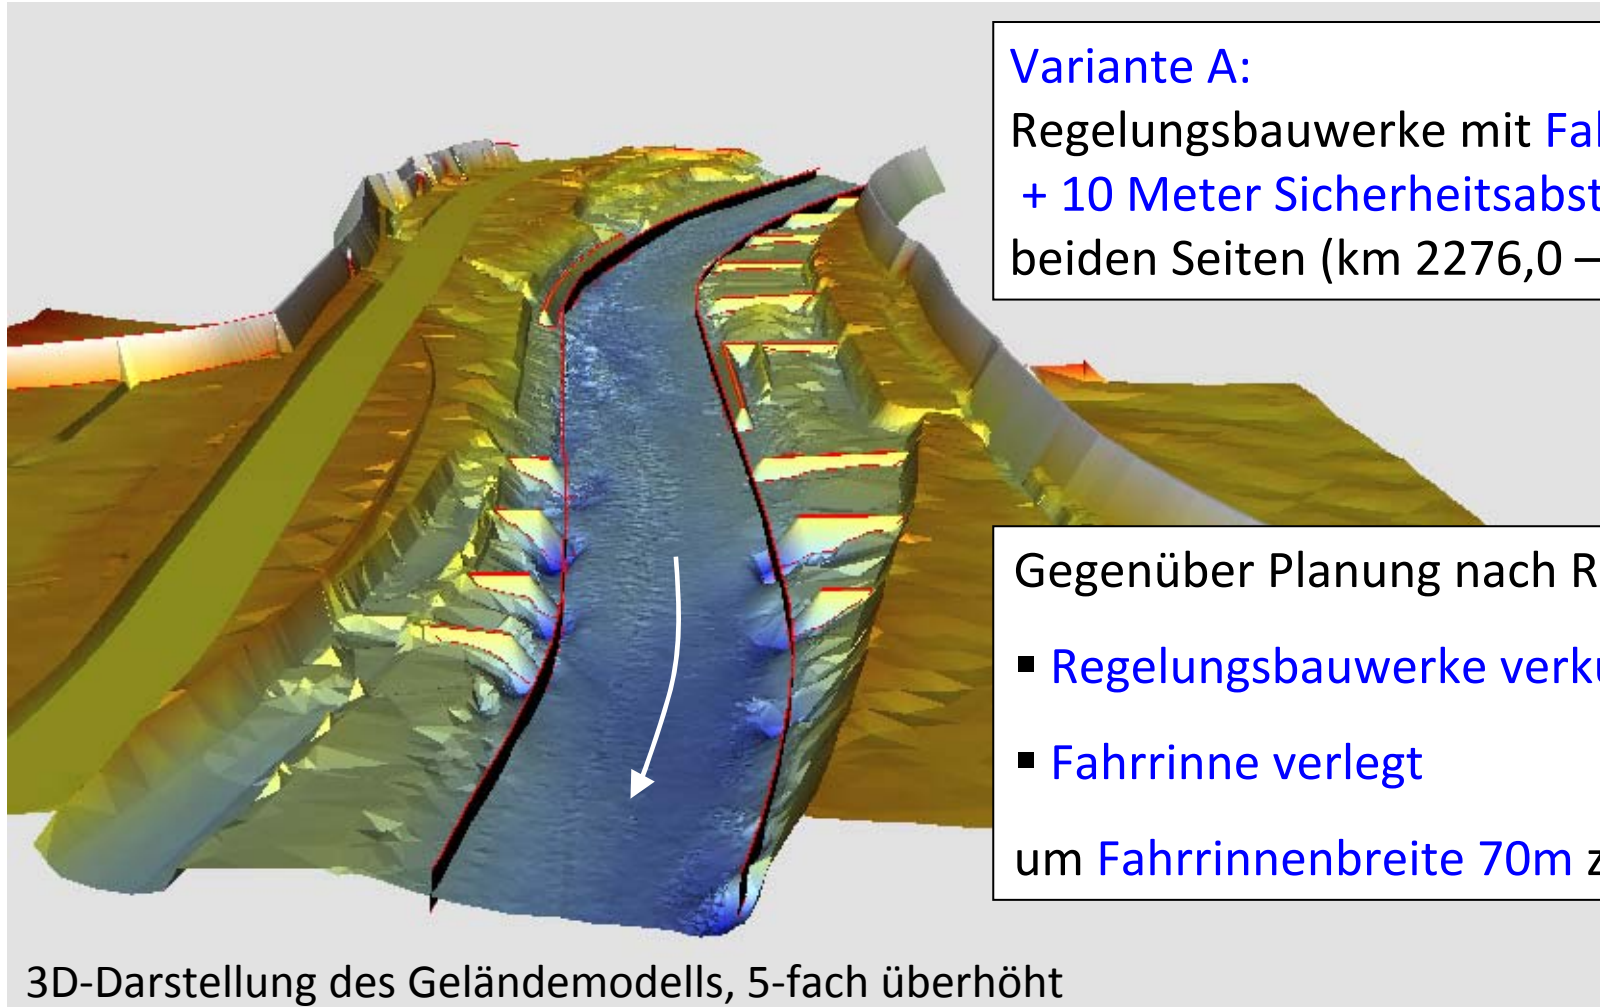 Variante A:
Regelungsbauwerke mit
+ 10 Meter
beiden Seiten (km 2276,0 –
Gegenüber Planung nach
▪ Regelungsbauwerke
▪ Fahrrinne verlegt
um Fahrrinnenbreite 70m
3D-Darstellung des Geländemodells, 5-fach überhöht